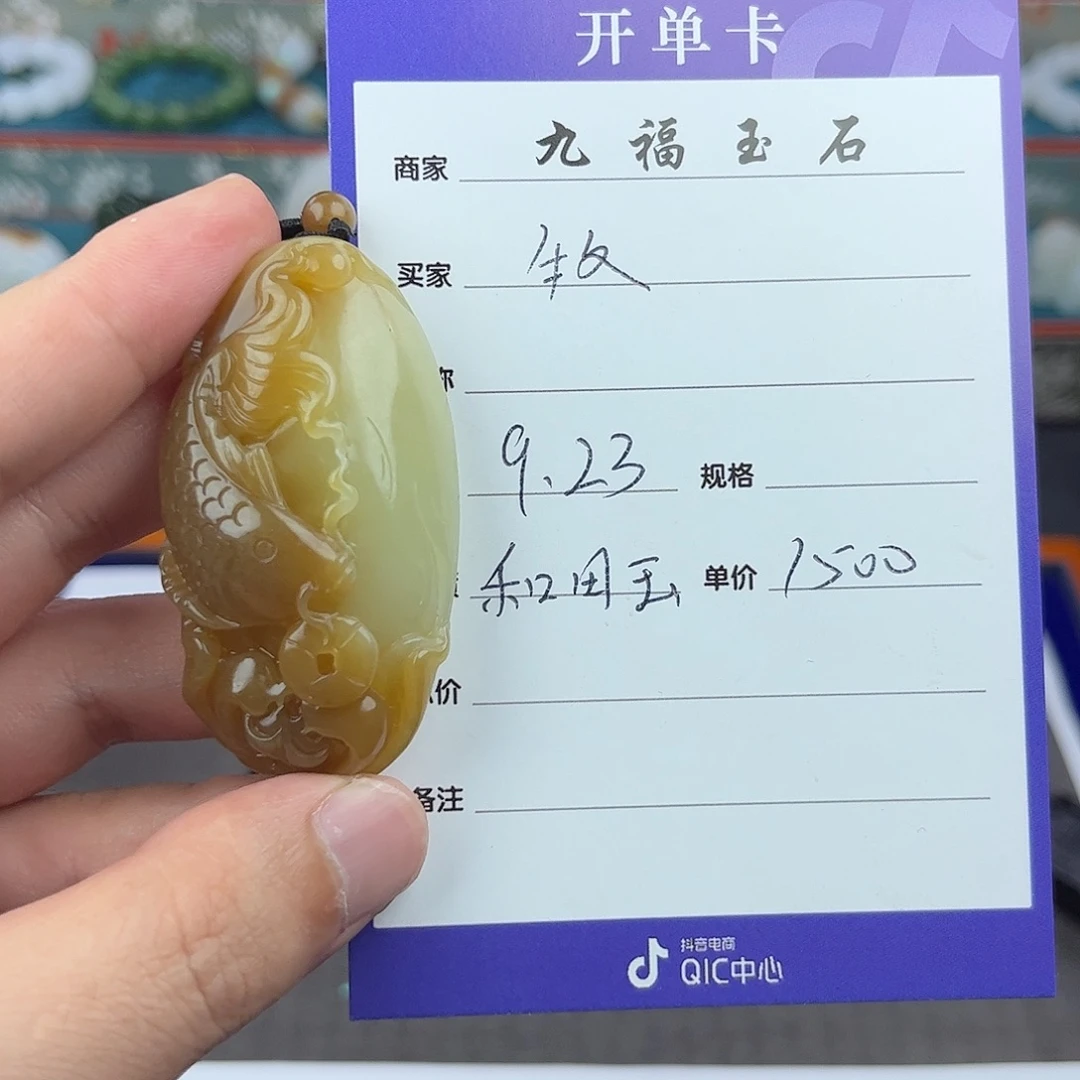 开单卡
商家 九福玉石
买家
9.23 规格
和田玉 单价 1500
价
备注
抖音电商
QIC中心